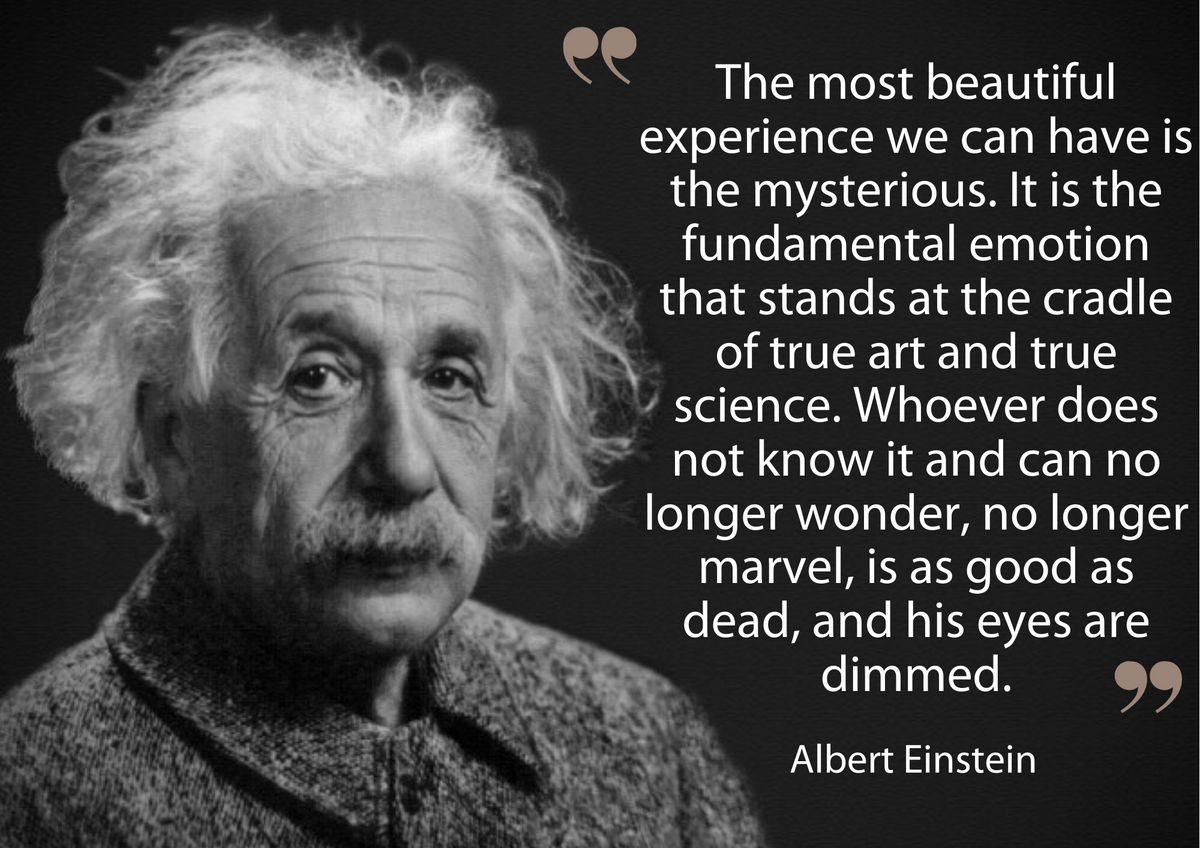 The most beautiful
experience we can have is
the mysterious. It is the
fundamental emotion
that stands at the cradle
of true art and true
science. Whoever does
not know it and can no
longer wonder, no longer
marvel, is as good as
dead, and his eyes are
dimmed.
Albert Einstein